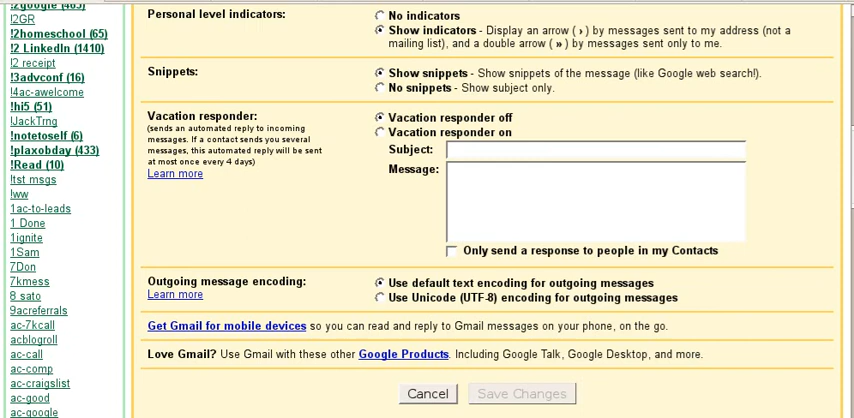 !2google (485)
!2GR
!2homeschool (65)
!2 LinkedIn (1410)
!2 receipt
!3advconf (16)
!4ac-awelcome
!hi5 (51)
!JackTrng
!notetoself (6)
!plaxobday (433)
!Read (10)
!tst msgs
!ww
1ac-to-leads
1 Done
1ignite
1Sam
7Don
7kmess
8 sato
9acreferrals
ac-7kcall
acblogroll
ac-call
ac-comp
ac-craigslist
ac-good
ac-google
Personal level indicators:
No indicators
Show indicators - Display an arrow ( › ) by messages sent to my address (not a
mailing list), and a double arrow ( » ) by messages sent only to me.
Snippets:
Show snippets - Show snippets of the message (like Google web search!).
No snippets - Show subject only.
Vacation responder:
(sends an automated reply to incoming
messages. If a contact sends you several
messages, this automated reply will be sent
at most once every 4 days)
Learn more
Vacation responder off
Vacation responder on
Subject:
Message:
Only send a response to people in my Contacts
Outgoing message encoding:
Learn more
Use default text encoding for outgoing messages
Use Unicode (UTF-8) encoding for outgoing messages
Get Gmail for mobile devices so you can read and reply to Gmail messages on your phone, on the go.
Love Gmail? Use Gmail with these other Google Products. Including Google Talk, Google Desktop, and more.
Cancel
Save Changes